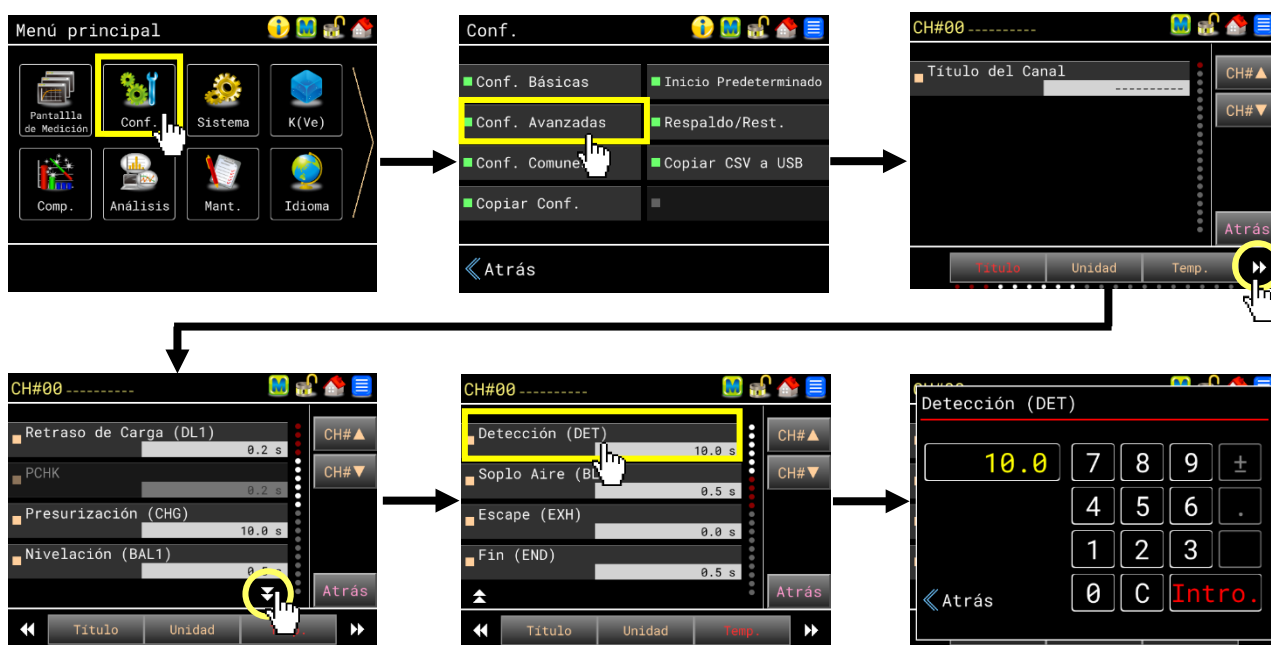 Menú principal
Pantallla
de Medición
Conf.
Sistema
K(Ve)
Comp.
Análisis
Mant.
Idioma
Conf.
Conf. Básicas
Inicio Predeterminado
Conf. Avanzadas
Respaldo/Rest.
Conf. Comune
Copiar CSV a USB
Copiar Conf.
Atrás
CH#00 ----------
Título del Canal
----------
CH#▲
CH#▼
Atrás
Título Unidad Temp.
CH#00 ----------
Retraso de Carga (DL1)
0.2 s
PCHK
0.2 s
Presurización (CHG)
10.0 s
Nivelación (BAL1)
CH#▲
CH#▼
Atrás
Título Unidad
CH#00 ----------
Detección (DET)
10.0 s
Soplo Aire (BL
0.5 s
Escape (EXH)
0.0 s
Fin (END)
0.5 s
CH#▲
CH#▼
Atrás
Título Unidad Temp.
Detección (DET)
10.0
7 8 9 ±
4 5 6 .
1 2 3
0 C Intro.
Atrás